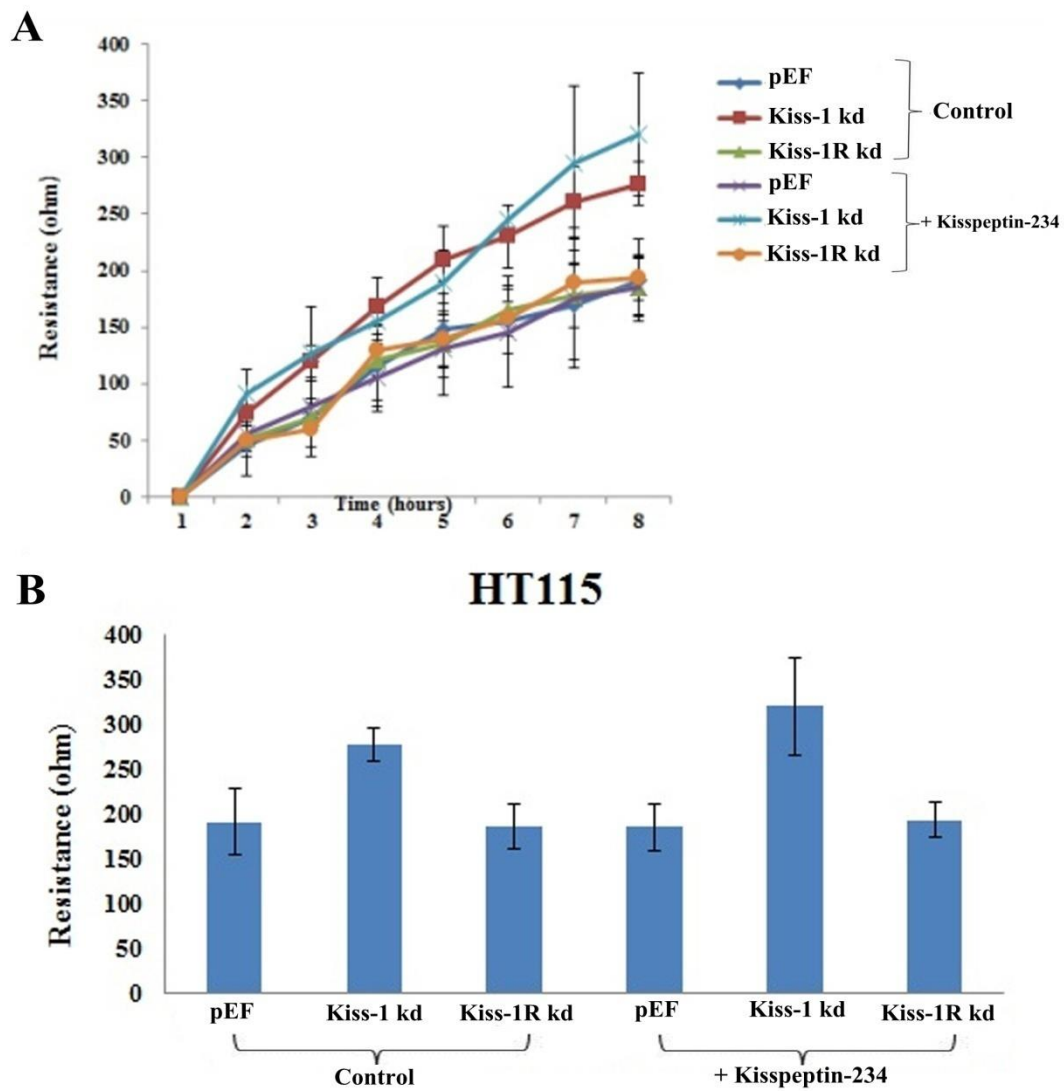 A
400
350
300
250
200
150
100
50
0
Resistance (ohm)
Time (hours)
1 2 3 4 5 6 7 8
pEF
Kiss-1 kd
Kiss-1R kd
Control
pEF
Kiss-1 kd
Kiss-1R kd
+ Kisspeptin-234
B
HT115
400
350
300
250
200
150
100
50
0
Resistance (ohm)
pEF Kiss-1 kd Kiss-1R kd pEF Kiss-1 kd Kiss-1R kd
Control + Kisspeptin-234